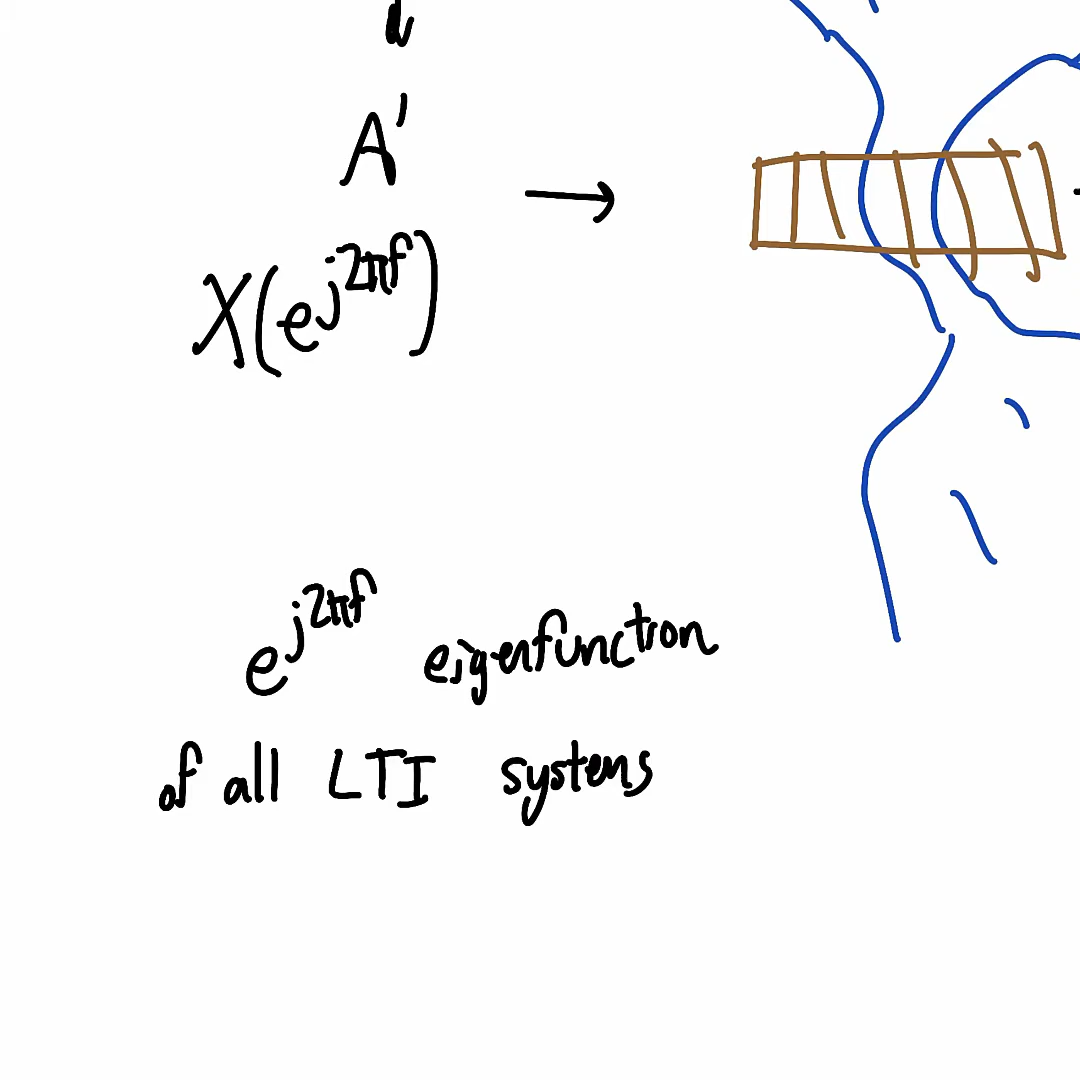 A'
→
X(e^{j2πf})
e^{j2πf} eigenfunction
of all LTI systems